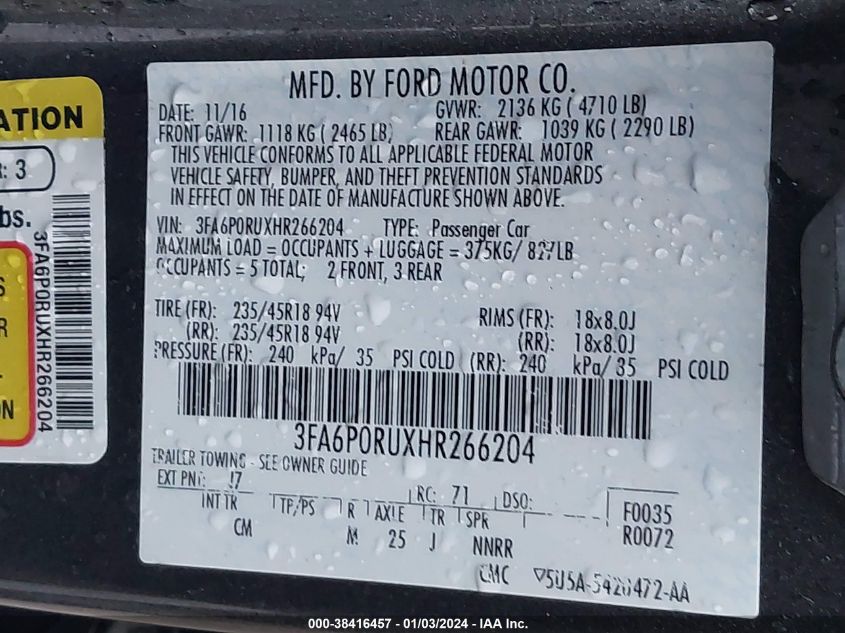 MFD. BY FORD MOTOR CO.
DATE: 11/16 GVWR: 2136 KG ( 4710 LB)
FRONT GAWR: 1118 KG ( 2465 LB) REAR GAWR: 1039 KG ( 2290 LB)
THIS VEHICLE CONFORMS TO ALL APPLICABLE FEDERAL MOTOR
VEHICLE SAFETY, BUMPER, AND THEFT PREVENTION STANDARDS
IN EFFECT ON THE DATE OF MANUFACTURE SHOWN ABOVE.
VIN: 3FA6P0RUXHR266204 TYPE: Passenger Car
MAXIMUM LOAD = OCCUPANTS + LUGGAGE = 375KG/ 827LB
OCCUPANTS = 5 TOTAL; 2 FRONT, 3 REAR
TIRE (FR): 235/45R18 94V RIMS (FR): 18x8.0J
(RR): 235/45R18 94V (RR): 18x8.0J
PRESSURE (FR): 240 kPa/ 35 PSI COLD (RR): 240 kPa/ 35 PSI COLD
3FA6P0RUXHR266204
TRAILER TOWING - SEE OWNER GUIDE
EXT PNT: RC: 71 DSO: F0035
INT TR TP/PS R AXLE TR SPR R0072
CM M 25 J NNRR
CMC
ATION
R: 3
bs.
3FA6P0RUXHR266204
S
ER
ON
000-38416457 - 01/03/2024 - IAA Inc.